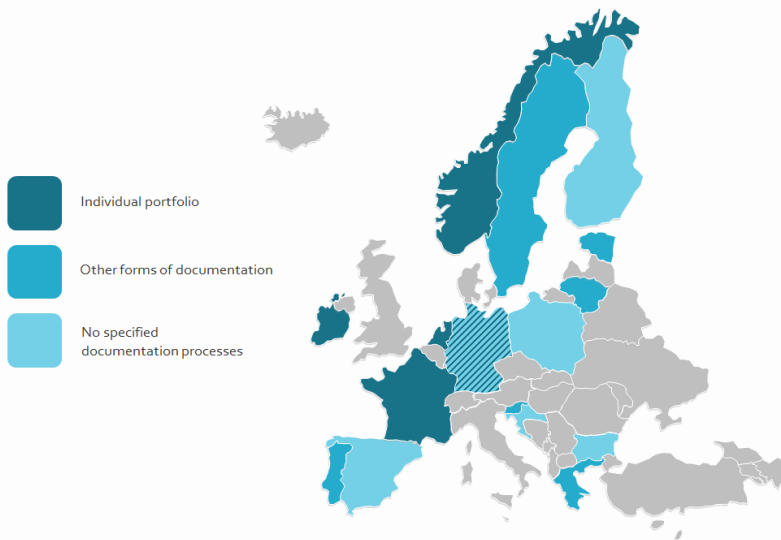 Individual portfolio
Other forms of documentation
No specified
documentation processes